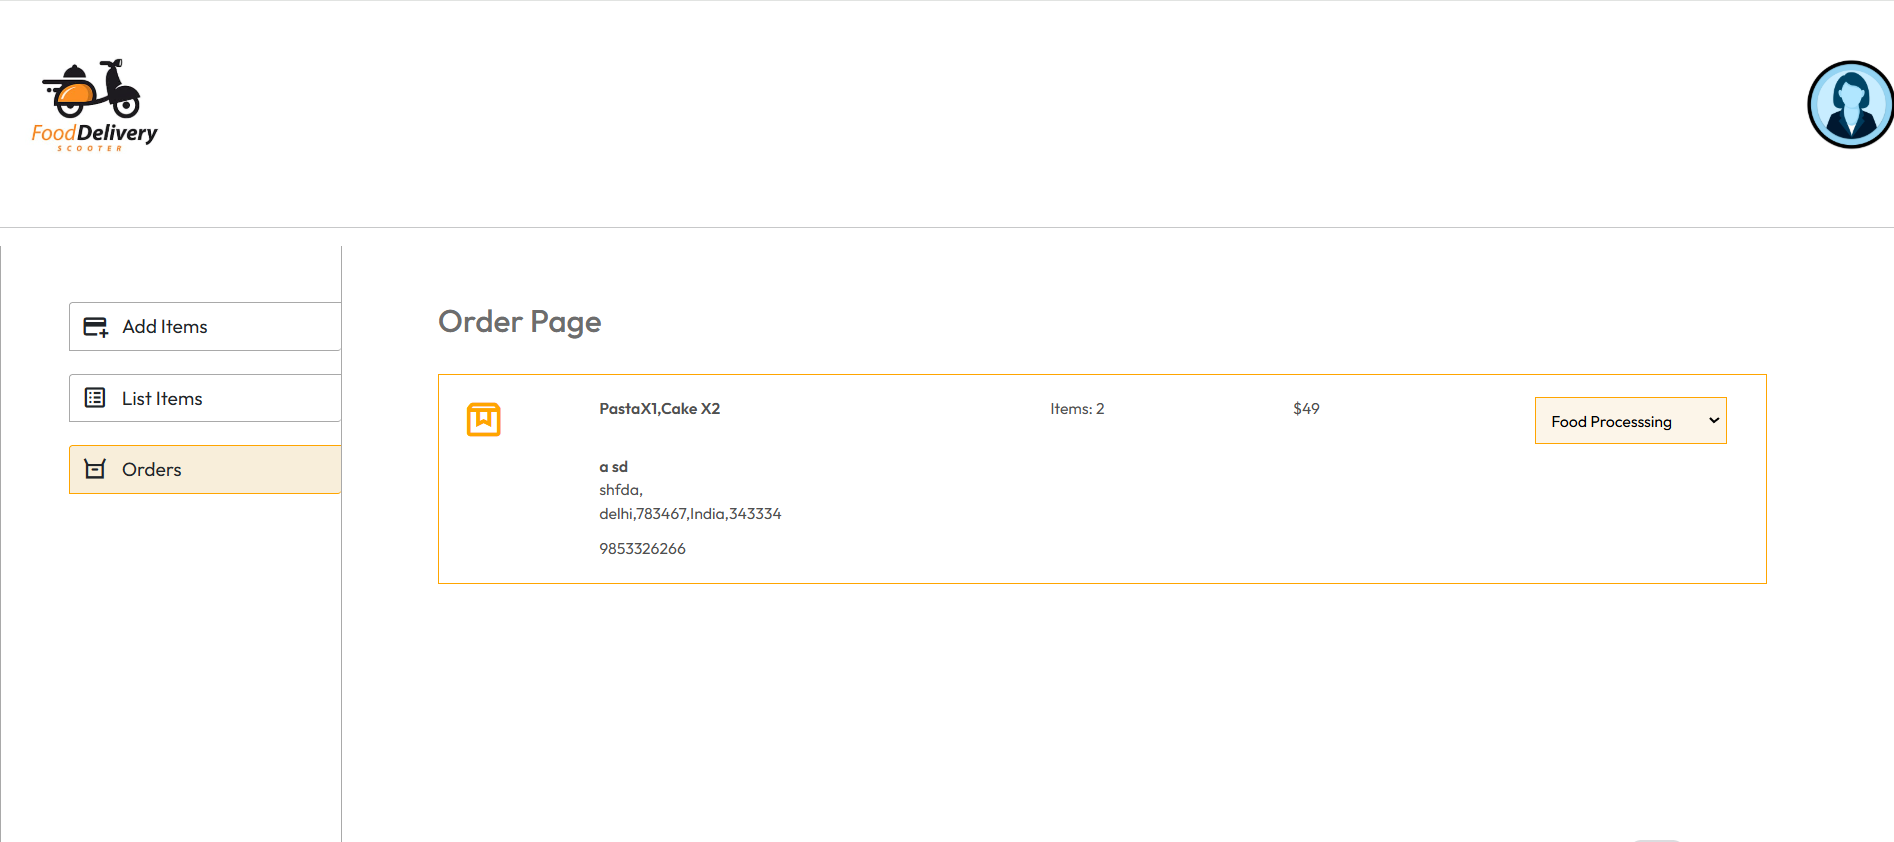 FoodDelivery
SCOOTER
Add Items
List Items
Orders
Order Page
PastaX1,Cake X2
Items: 2
$49
Food Processsing
a sd
shfda,
delhi,783467,India,343334
9853326266